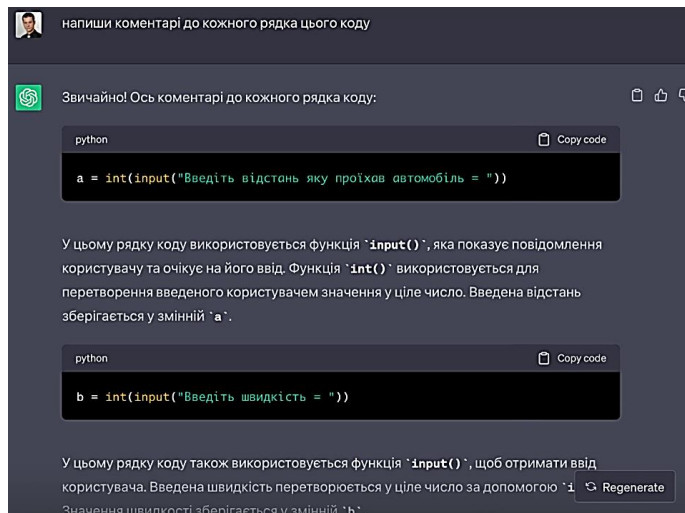 напиши коментарі до кожного рядка цього коду
Звичайно! Ось коментарі до кожного рядка коду:
python
Copy code
a = int(input("Введіть відстань яку проїхав автомобіль = "))
У цьому рядку коду використовується функція `input()`, яка показує повідомлення
користувачу та очікує на його ввід. Функція `int()` використовується для
перетворення введеного користувачем значення у ціле число. Введена відстань
зберігається у змінній `a`.
python
Copy code
b = int(input("Введіть швидкість = "))
У цьому рядку коду також використовується функція `input()`, щоб отримати ввід
користувача. Введена швидкість перетворюється у ціле число за допомогою `i
Regenerate
Значення швидкості зберігається у змінній `b`.